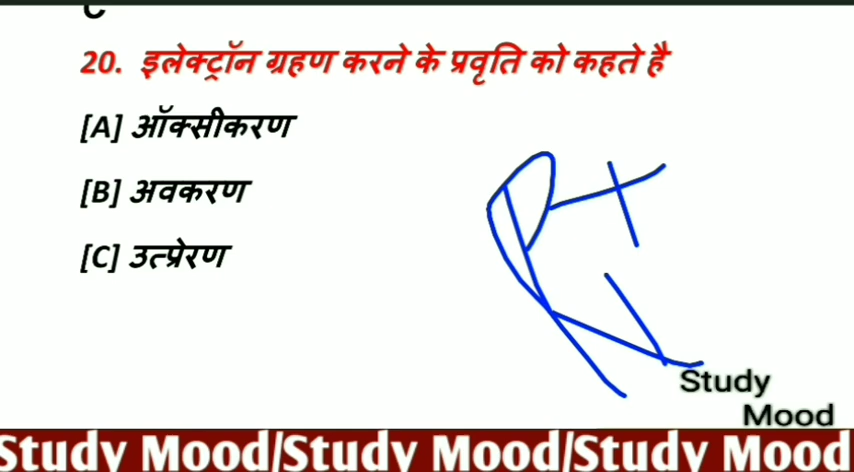 20. इलेक्ट्रॉन ग्रहण करने के प्रवृति को कहते है
[A] ऑक्सीकरण
[B] अवकरण
[C] उत्प्रेरण
Study
Mood
Study Mood/Study Mood/Study Mood